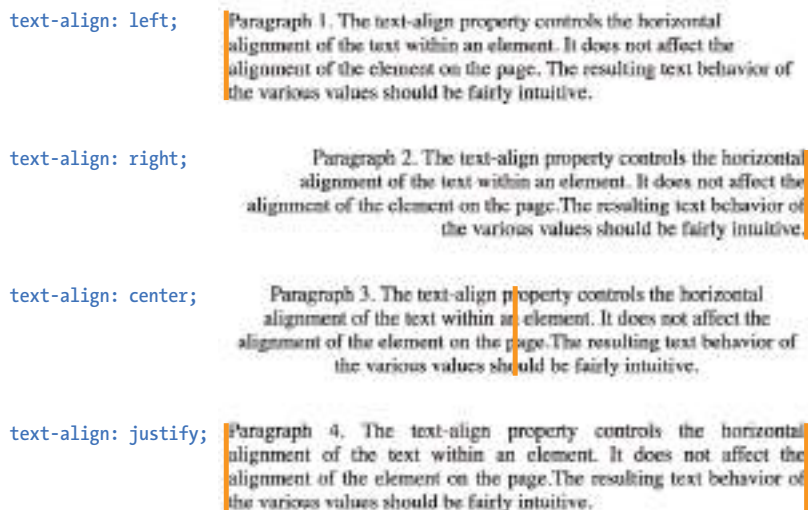 text-align: left;
Paragraph 1. The text-align property controls the horizontal
alignment of the text within an element. It does not affect the
alignment of the element on the page. The resulting text behavior of
the various values should be fairly intuitive.
text-align: right;
Paragraph 2. The text-align property controls the horizontal
alignment of the text within an element. It does not affect the
alignment of the element on the page.The resulting text behavior of
the various values should be fairly intuitive.
text-align: center;
Paragraph 3. The text-align property controls the horizontal
alignment of the text within an element. It does not affect the
alignment of the element on the page.The resulting text behavior of
the various values should be fairly intuitive.
text-align: justify;
Paragraph 4. The text-align property controls the horizontal
alignment of the text within an element. It does not affect the
alignment of the element on the page.The resulting text behavior of
the various values should be fairly intuitive.